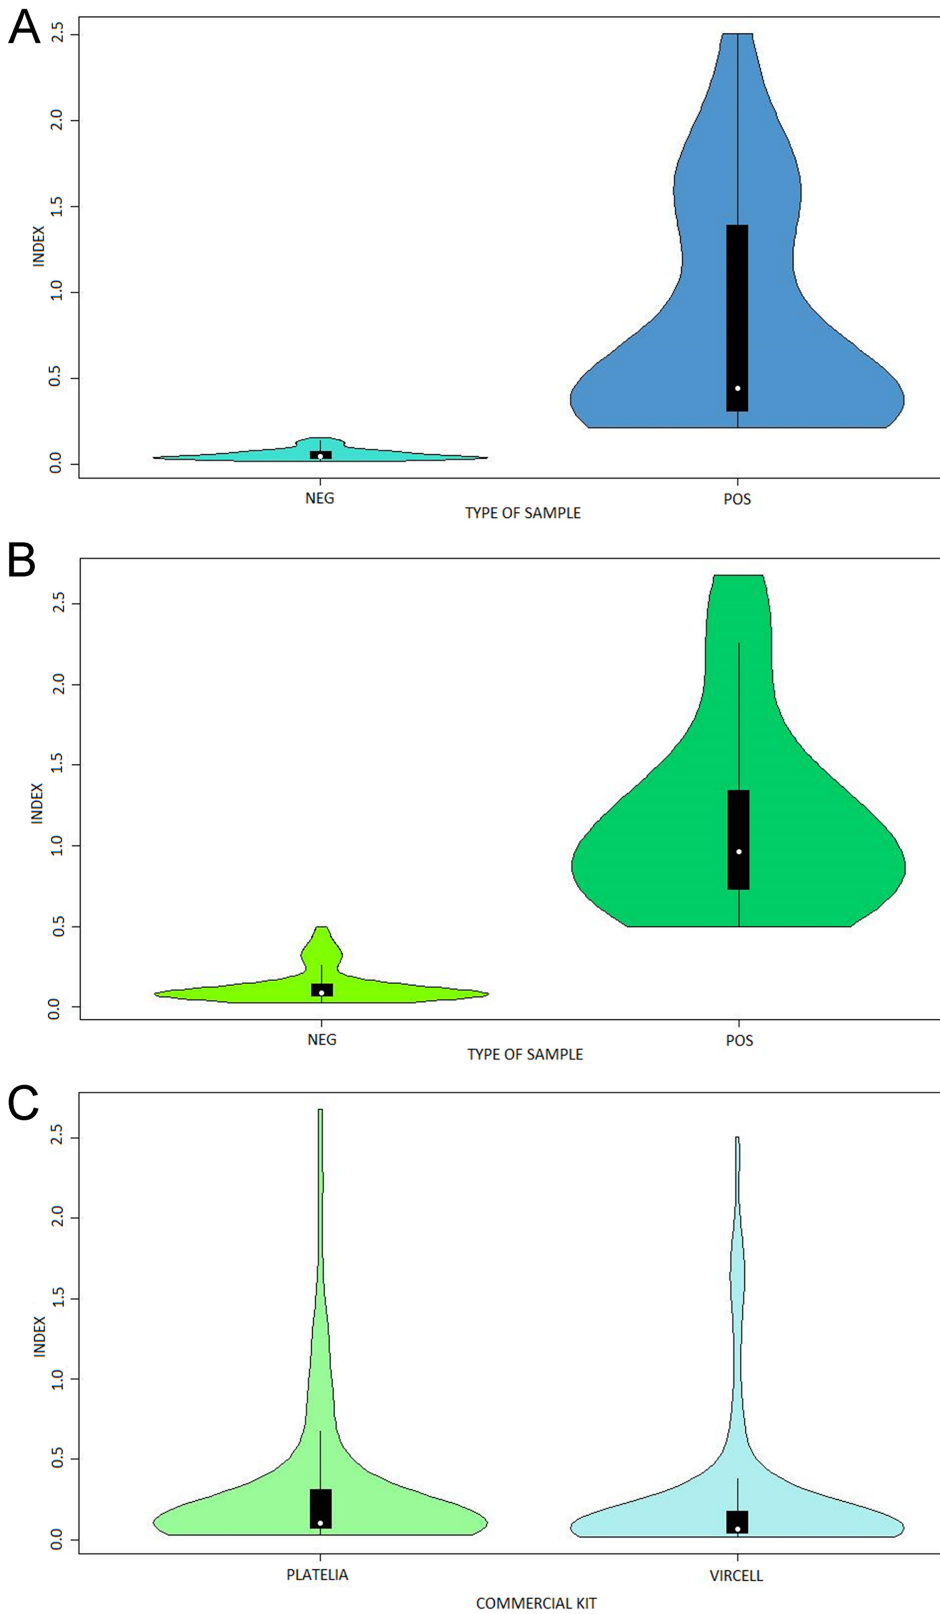 A
2.5
2.0
1.5
1.0
0.5
0.0
INDEX
NEG POS
TYPE OF SAMPLE
B
2.5
2.0
1.5
1.0
0.5
0.0
INDEX
NEG POS
TYPE OF SAMPLE
C
2.5
2.0
1.5
1.0
0.5
0.0
INDEX
PLATELIA VIRCELL
COMMERCIAL KIT